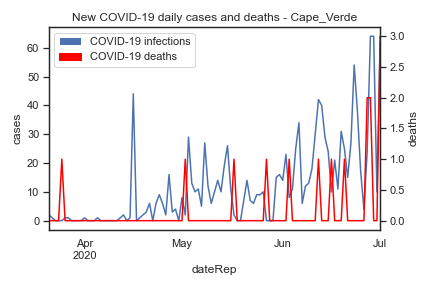 New COVID-19 daily cases and deaths - Cape_Verde
COVID-19 infections
COVID-19 deaths
cases
60
50
40
30
20
10
0
deaths
3.0
2.5
2.0
1.5
1.0
0.5
0.0
Apr
2020
May
Jun
Jul
dateRep